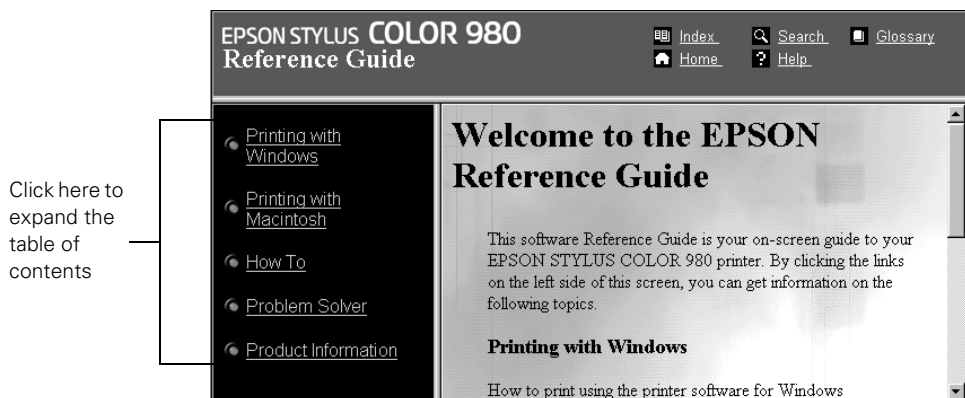 EPSON STYLUS COLOR 980
Reference Guide
Index
Search
Glossary
Home
Help
Click here to
expand the
table of
contents
Printing with
Windows
Printing with
Macintosh
How To
Problem Solver
Product Information
Welcome to the EPSON
Reference Guide
This software Reference Guide is your on-screen guide to your
EPSON STYLUS COLOR 980 printer. By clicking the links
on the left side of this screen, you can get information on the
following topics.
Printing with Windows
How to print using the printer software for Windows